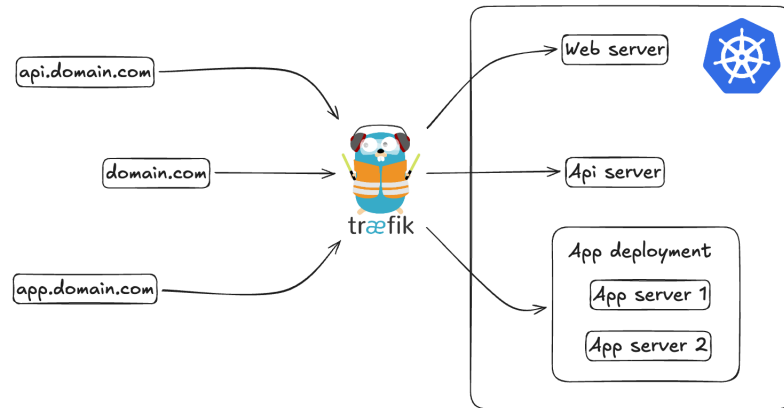 api.domain.com
domain.com
app.domain.com
træfik
Web server
Api server
App deployment
App server 1
App server 2